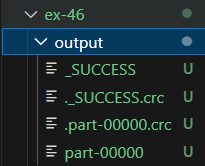 ex-46
output
_SUCCESS U
._SUCCESS.crc U
.part-00000.crc U
part-00000 U